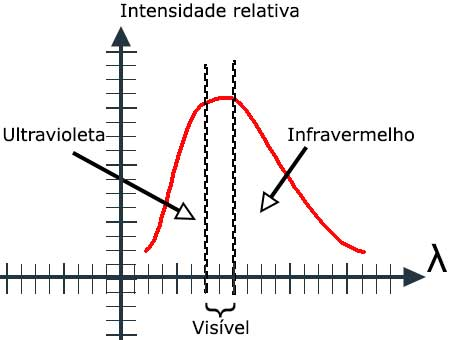 Intensidade relativa
Ultravioleta
Infravermelho
λ
Visível